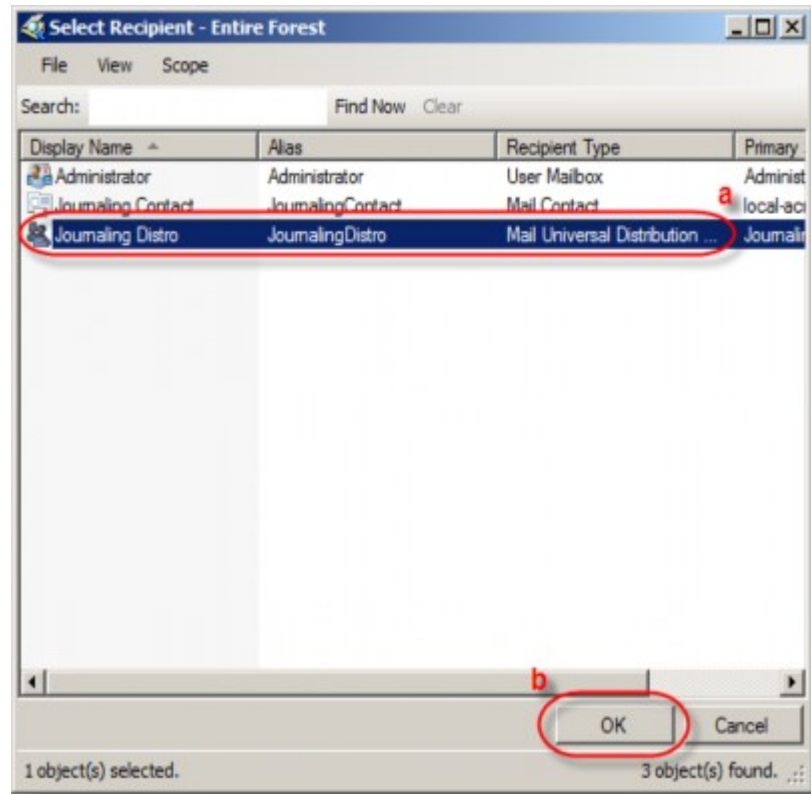 Select Recipient - Entire Forest
File View Scope
Search: Find Now Clear
Display Name Alias Recipient Type Primary
Administrator Administrator User Mailbox Administ
a
Journaling Contact JournalingContact Mail Contact local-acr
Journaling Distro JournalingDistro Mail Universal Distribution ... Journalin
b
OK Cancel
1 object(s) selected. 3 object(s) found.